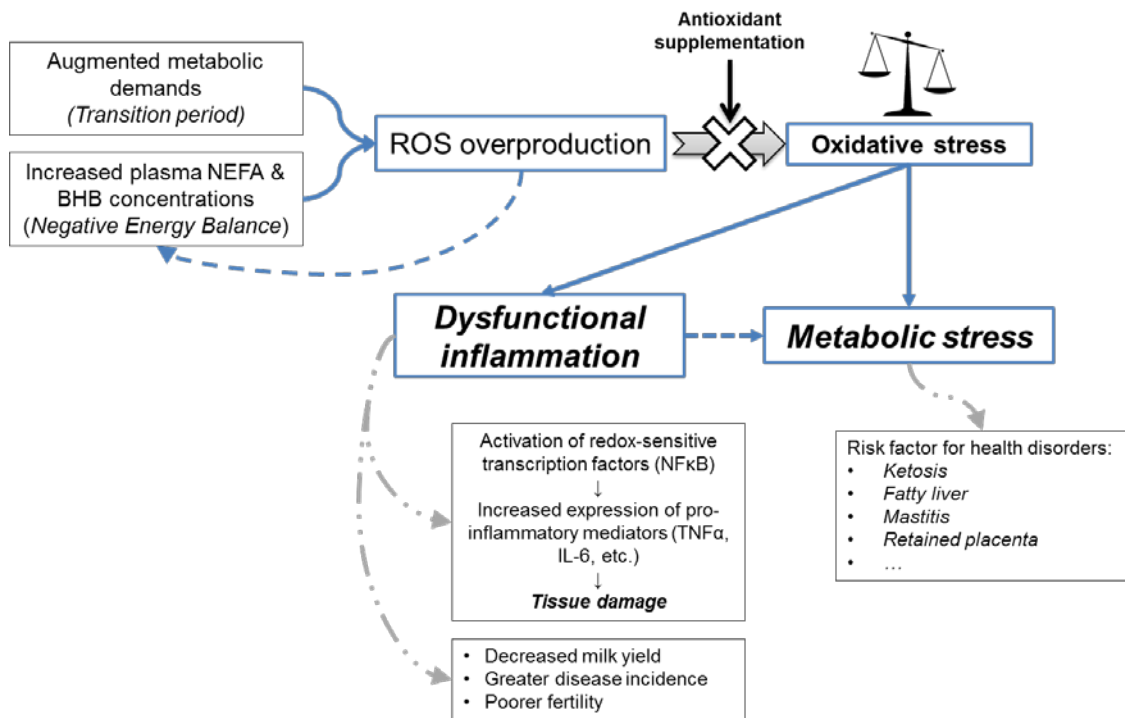 Antioxidant
supplementation
Augmented metabolic
demands
(Transition period)
ROS overproduction
Oxidative stress
Increased plasma NEFA &
BHB concentrations
(Negative Energy Balance)
Dysfunctional
inflammation
Metabolic stress
Activation of redox-sensitive
transcription factors (NFκB)
↓
Increased expression of pro-
inflammatory mediators (TNFα,
IL-6, etc.)
↓
Tissue damage
Risk factor for health disorders:
• Ketosis
• Fatty liver
• Mastitis
• Retained placenta
• …
• Decreased milk yield
• Greater disease incidence
• Poorer fertility